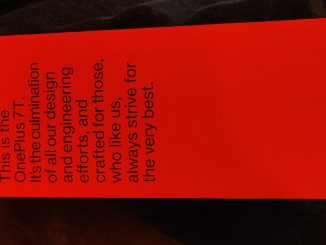 This is the
OnePlus 7T.
It's the culmination
of all our design
and engineering
efforts, and
crafted for those,
who like us,
always strive for
the very best.